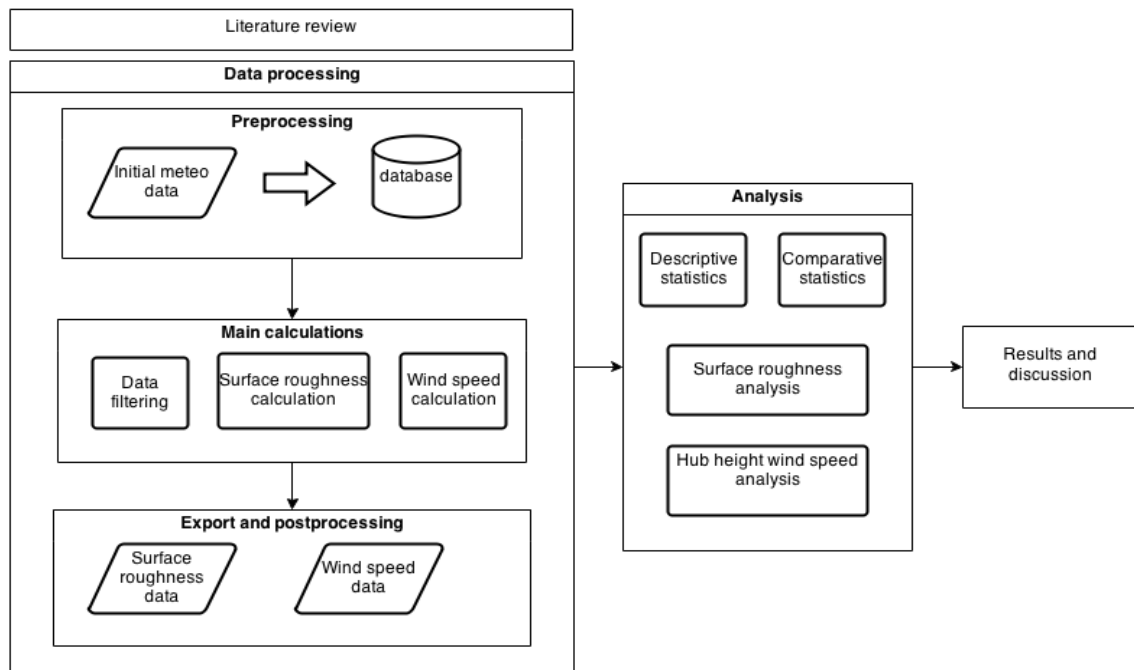 Literature review
Data processing
Preprocessing
Initial meteo
data
database
Main calculations
Data
filtering
Surface roughness
calculation
Wind speed
calculation
Export and postprocessing
Surface
roughness
data
Wind speed
data
Analysis
Descriptive
statistics
Comparative
statistics
Surface roughness
analysis
Hub height wind speed
analysis
Results and
discussion